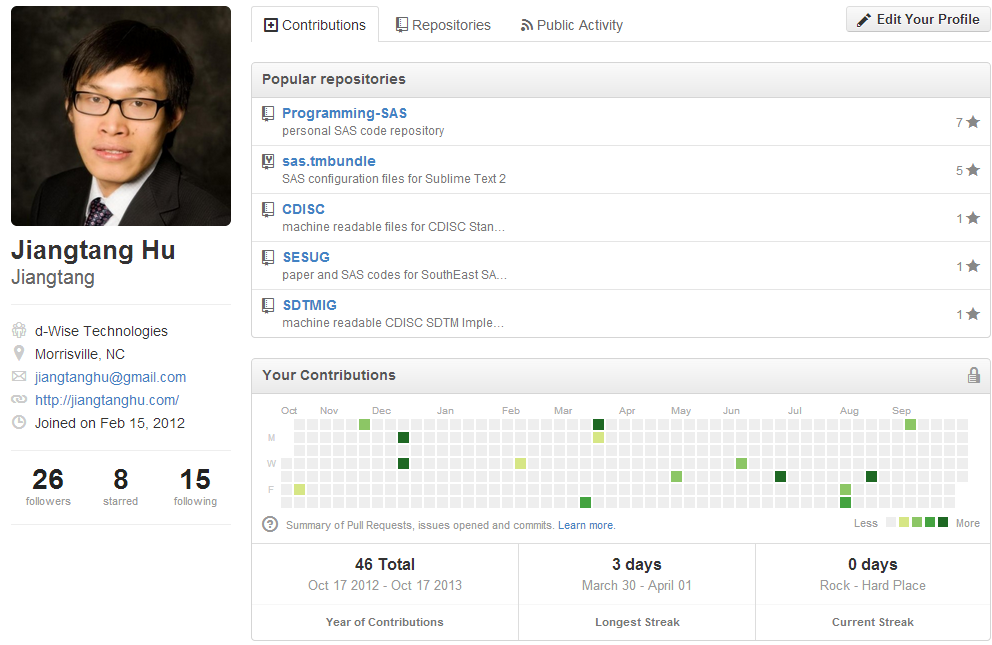 Contributions
Repositories
Public Activity
Edit Your Profile
Popular repositories
Programming-SAS
personal SAS code repository
7
sas.tmbundle
SAS configuration files for Sublime Text 2
5
CDISC
machine readable files for CDISC Stan...
1
SESUG
paper and SAS codes for SouthEast SA...
1
SDTMIG
machine readable CDISC SDTM Imple...
1
Jiangtang Hu
Jiangtang
d-Wise Technologies
Morrisville, NC
jiangtanghu@gmail.com
http://jiangtanghu.com/
Joined on Feb 15, 2012
26 8 15
followers starred following
Your Contributions
Oct Nov Dec Jan Feb Mar Apr May Jun Jul Aug Sep
M
W
F
? Summary of Pull Requests, issues opened and commits. Learn more.
Less More
46 Total
Oct 17 2012 - Oct 17 2013
Year of Contributions
3 days
March 30 - April 01
Longest Streak
0 days
Rock - Hard Place
Current Streak